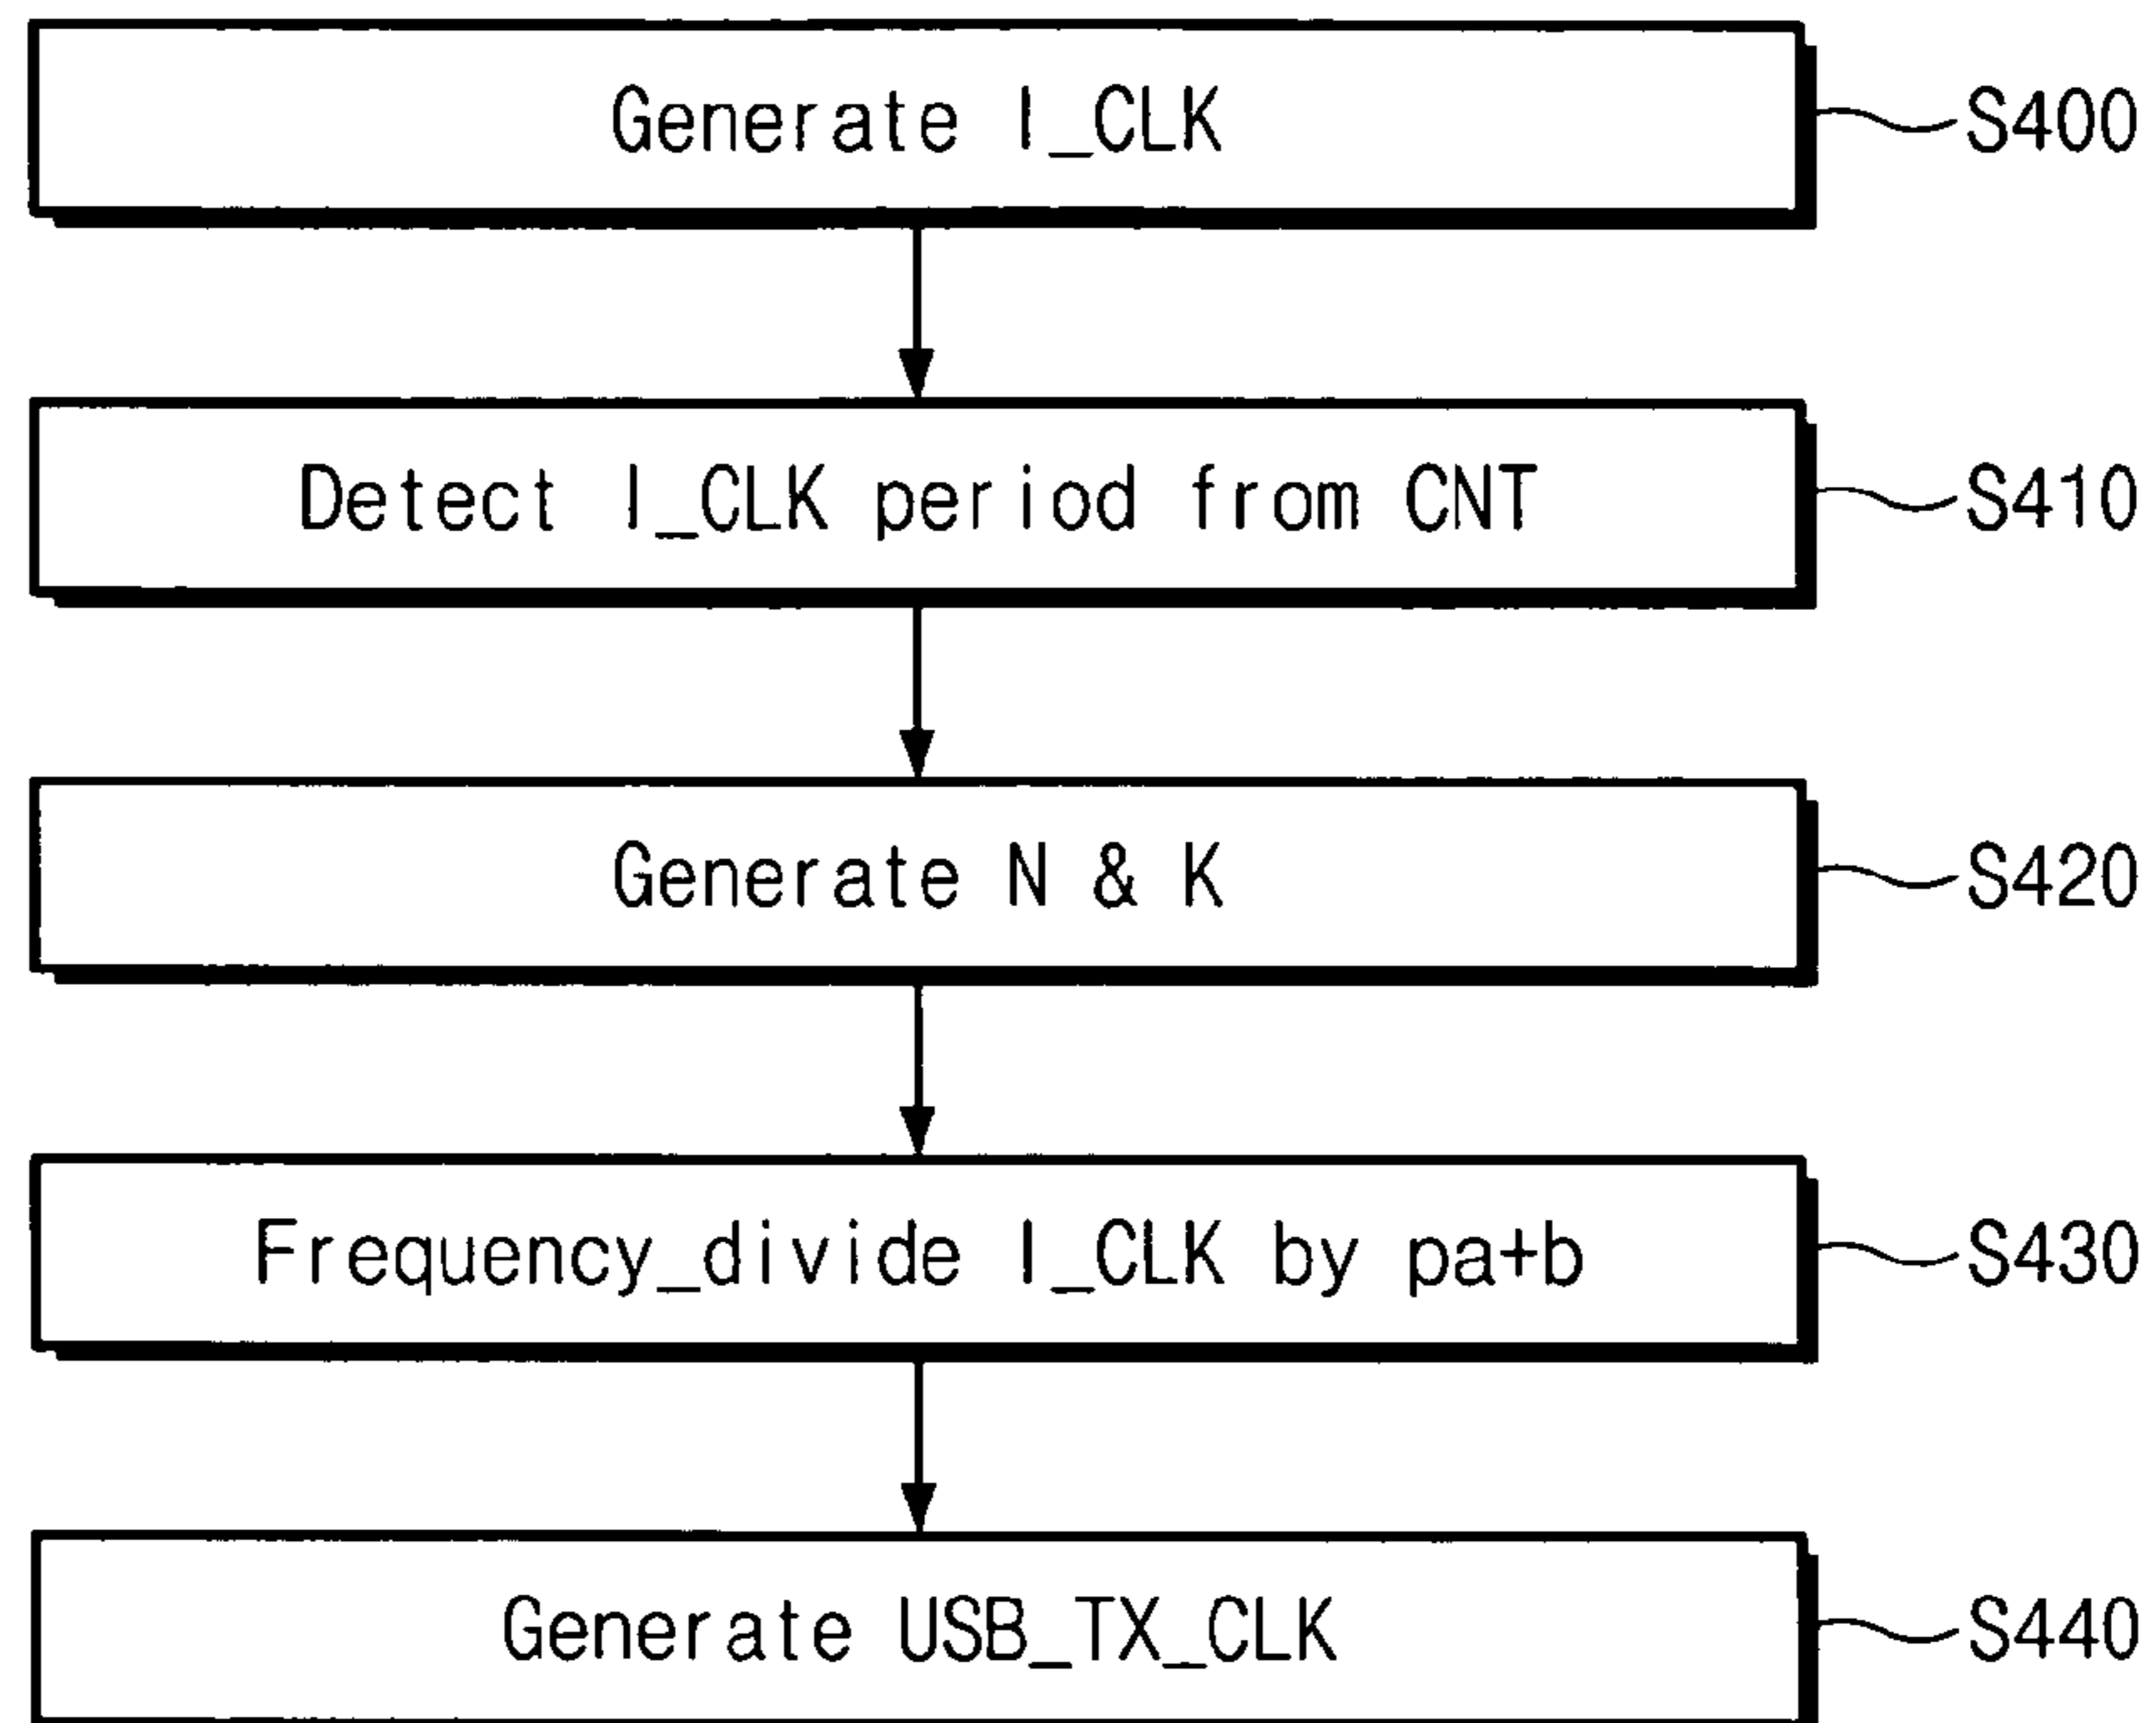 Generate I_CLK
S400
Detect I_CLK period from CNT
S410
Generate N & K
S420
Frequency_divide I_CLK by pa+b
S430
Generate USB_TX_CLK
S440